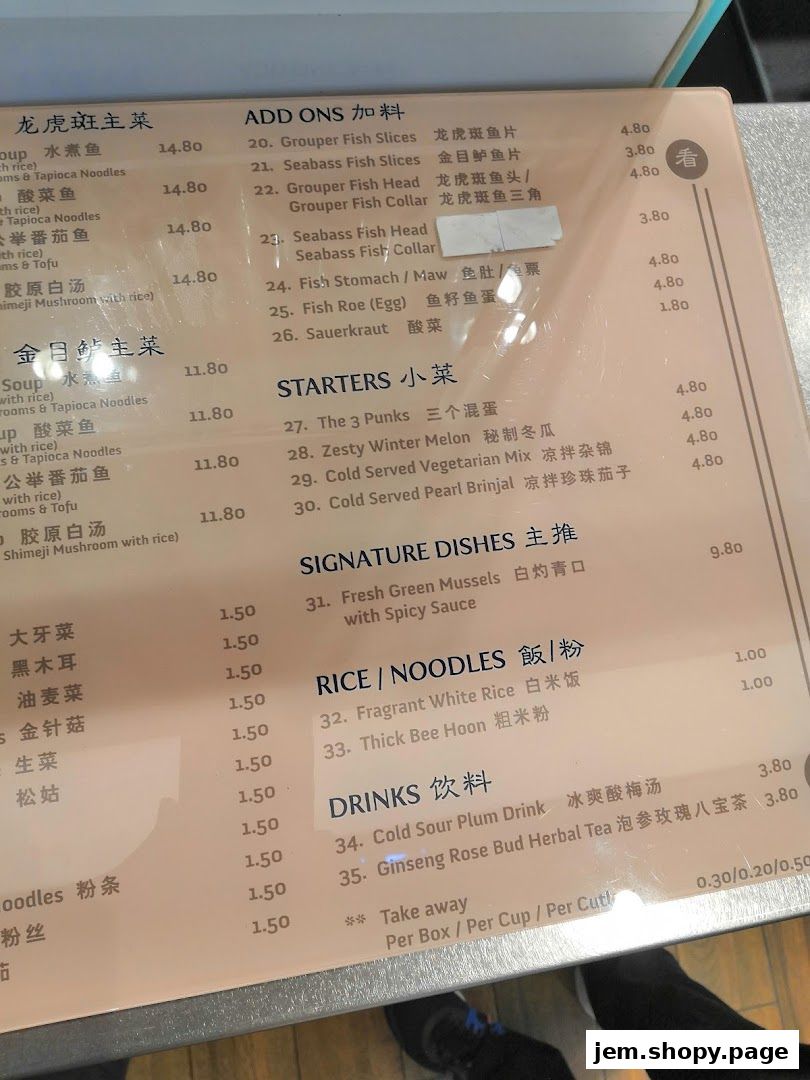 龙虎斑主菜
oup 水煮鱼 14.80
th rice)
oms & Tapioca Noodles
酸菜鱼 14.80
th rice)
& Tapioca Noodles
公举番茄鱼 14.80
th rice)
ms & Tofu
胶原白汤 14.80
himeji Mushroom with rice)
金目鲈主菜
Soup 水煮鱼 11.80
with rice)
rooms & Tapioca Noodles
up 酸菜鱼 11.80
with rice)
s & Tapioca Noodles
公举番茄鱼 11.80
with rice)
ooms & Tofu
胶原白汤 11.80
Shimeji Mushroom with rice)
大牙菜 1.50
黑木耳 1.50
油麦菜 1.50
s 金针菇 1.50
生菜 1.50
松姑 1.50
1.50
1.50
1.50
oodles 粉条 1.50
粉丝 1.50
茄
ADD ONS 加料
20. Grouper Fish Slices 龙虎斑鱼片 4.80
21. Seabass Fish Slices 金目鲈鱼片 3.80
22. Grouper Fish Head 龙虎斑鱼头/ 4.80
Grouper Fish Collar 龙虎斑鱼三角
23. Seabass Fish Head 3.80
Seabass Fish Collar
24. Fish Stomach / Maw 鱼肚/鱼票 4.80
25. Fish Roe (Egg) 鱼籽鱼蛋 4.80
26. Sauerkraut 酸菜 1.80
STARTERS 小菜
27. The 3 Punks 三个混蛋 4.80
28. Zesty Winter Melon 秘制冬瓜 4.80
29. Cold Served Vegetarian Mix 凉拌杂锦 4.80
30. Cold Served Pearl Brinjal 凉拌珍珠茄子 4.80
SIGNATURE DISHES 主推
31. Fresh Green Mussels 白灼青口 9.80
with Spicy Sauce
RICE / NOODLES 飯/粉
32. Fragrant White Rice 白米饭 1.00
33. Thick Bee Hoon 粗米粉 1.00
DRINKS 饮料
34. Cold Sour Plum Drink 冰爽酸梅汤 3.80
35. Ginseng Rose Bud Herbal Tea 泡参玫瑰八宝茶 3.80
** Take away 0.30/0.20/0.50
Per Box / Per Cup / Per Cutl
看
jem.shopy.page